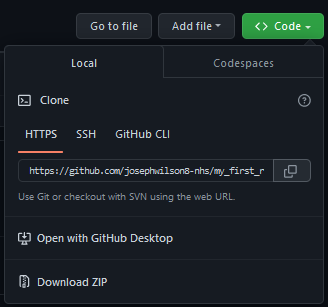 Go to file Add file <> Code
Local Codespaces
Clone
HTTPS SSH GitHub CLI
https://github.com/josephwilson8-nhs/my_first_r
Use Git or checkout with SVN using the web URL.
Open with GitHub Desktop
Download ZIP